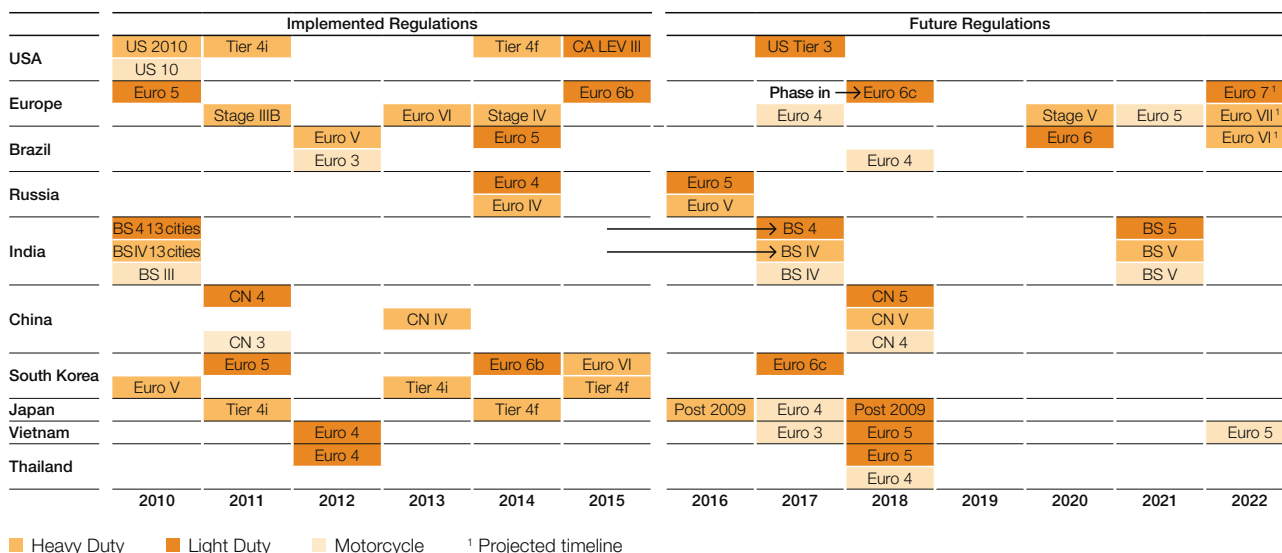 Implemented Regulations Future Regulations
USA US 2010 Tier 4i Tier 4f CA LEV III US Tier 3
US 10
Europe Euro 5 Euro 6b Phase in → Euro 6c Euro 7 ¹
Stage IIIB Euro VI Stage IV Euro 4 Stage V Euro 5 Euro VII ¹
Brazil Euro V Euro 5 Euro 6 Euro VI ¹
Euro 3 Euro 4
Russia Euro 4 Euro 5
Euro IV Euro V
India BS 4 13 cities BS 4 BS 5
BS IV 13 cities BS IV BS V
BS III BS IV BS V
China CN 4 CN 5
CN IV CN V
CN 3 CN 4
South Korea Euro 5 Euro 6b Euro VI Euro 6c
Euro V Tier 4i Tier 4f
Japan Tier 4i Tier 4f Post 2009 Euro 4 Post 2009
Vietnam Euro 4 Euro 3 Euro 5 Euro 5
Thailand Euro 4 Euro 5
Euro 4
2010 2011 2012 2013 2014 2015 2016 2017 2018 2019 2020 2021 2022
Heavy Duty Light Duty Motorcycle ¹ Projected timeline